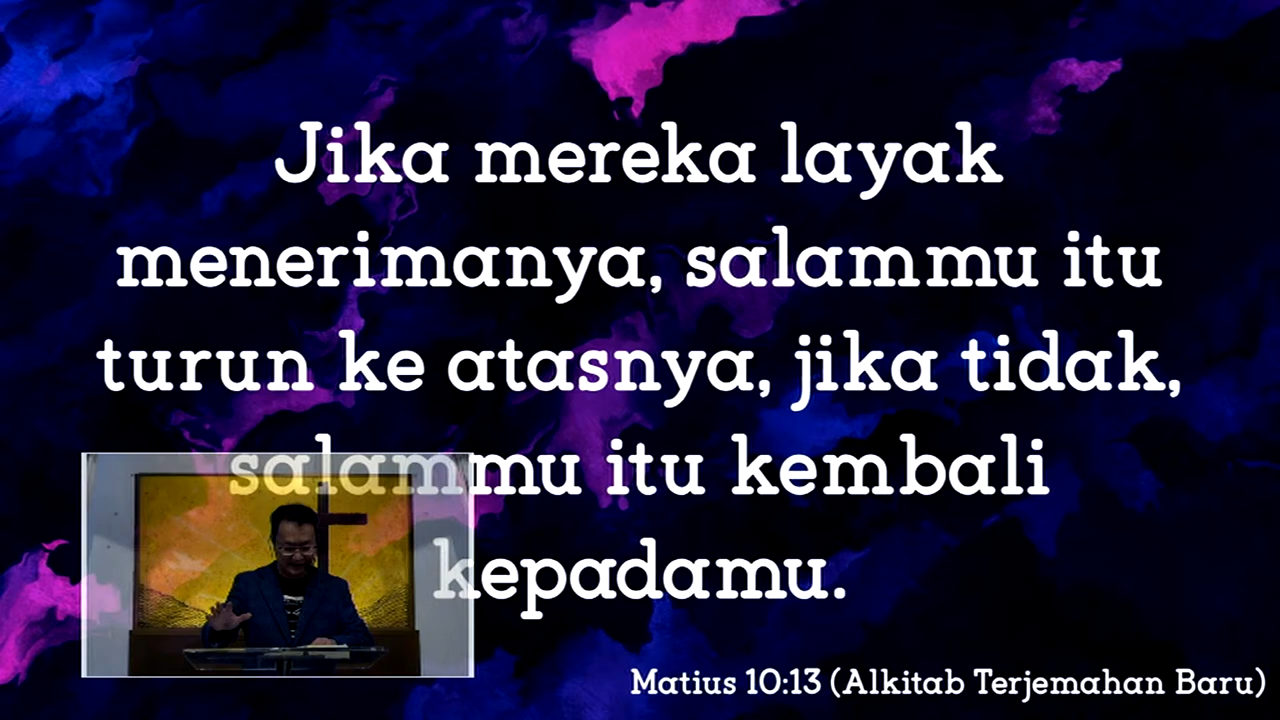 Jika mereka layak
menerimanya, salammu itu
turun ke atasnya, jika tidak,
salammu itu kembali
kepadamu.
Matius 10:13 (Alkitab Terjemahan Baru)